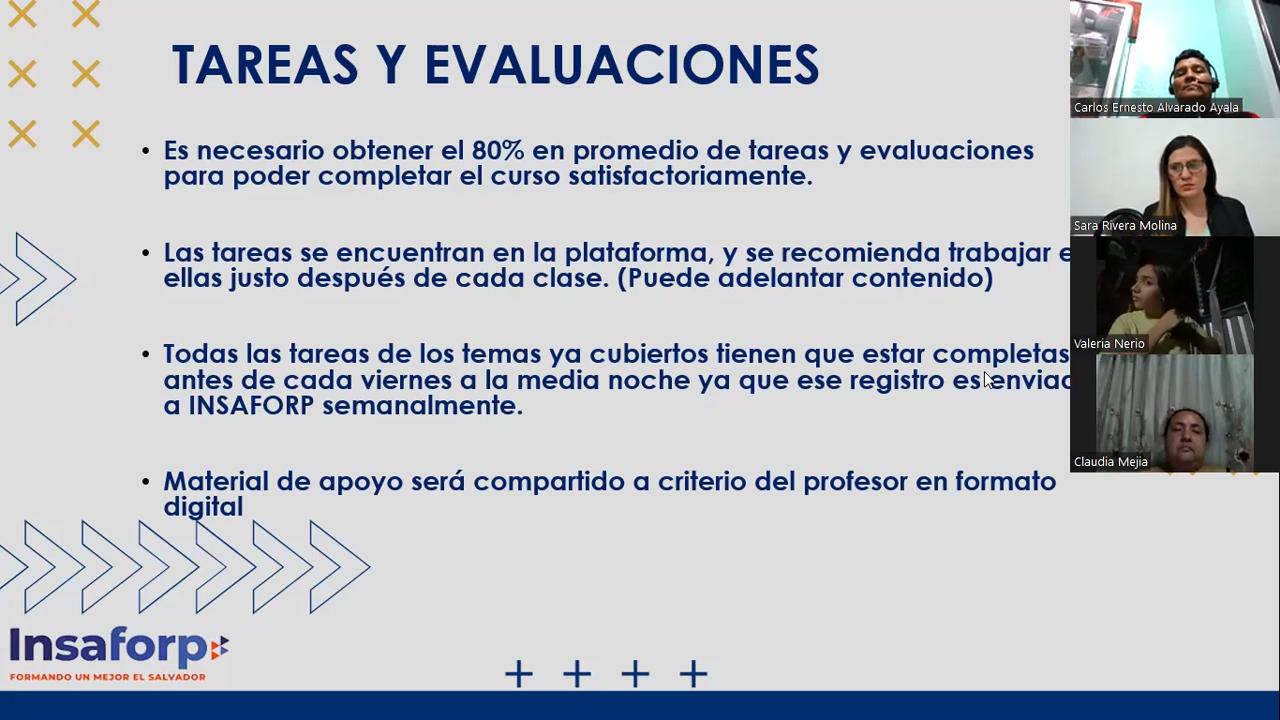 TAREAS Y EVALUACIONES
• Es necesario obtener el 80% en promedio de tareas y evaluaciones
para poder completar el curso satisfactoriamente.
• Las tareas se encuentran en la plataforma, y se recomienda trabajar e
ellas justo después de cada clase. (Puede adelantar contenido)
• Todas las tareas de los temas ya cubiertos tienen que estar completas
antes de cada viernes a la media noche ya que ese registro es enviad
a INSAFORP semanalmente.
• Material de apoyo será compartido a criterio del profesor en formato
digital
Insaforp
FORMANDO UN MEJOR EL SALVADOR
Carlos Ernesto Alvarado Ayala
Sara Rivera Molina
Valeria Nerio
Claudia Mejia